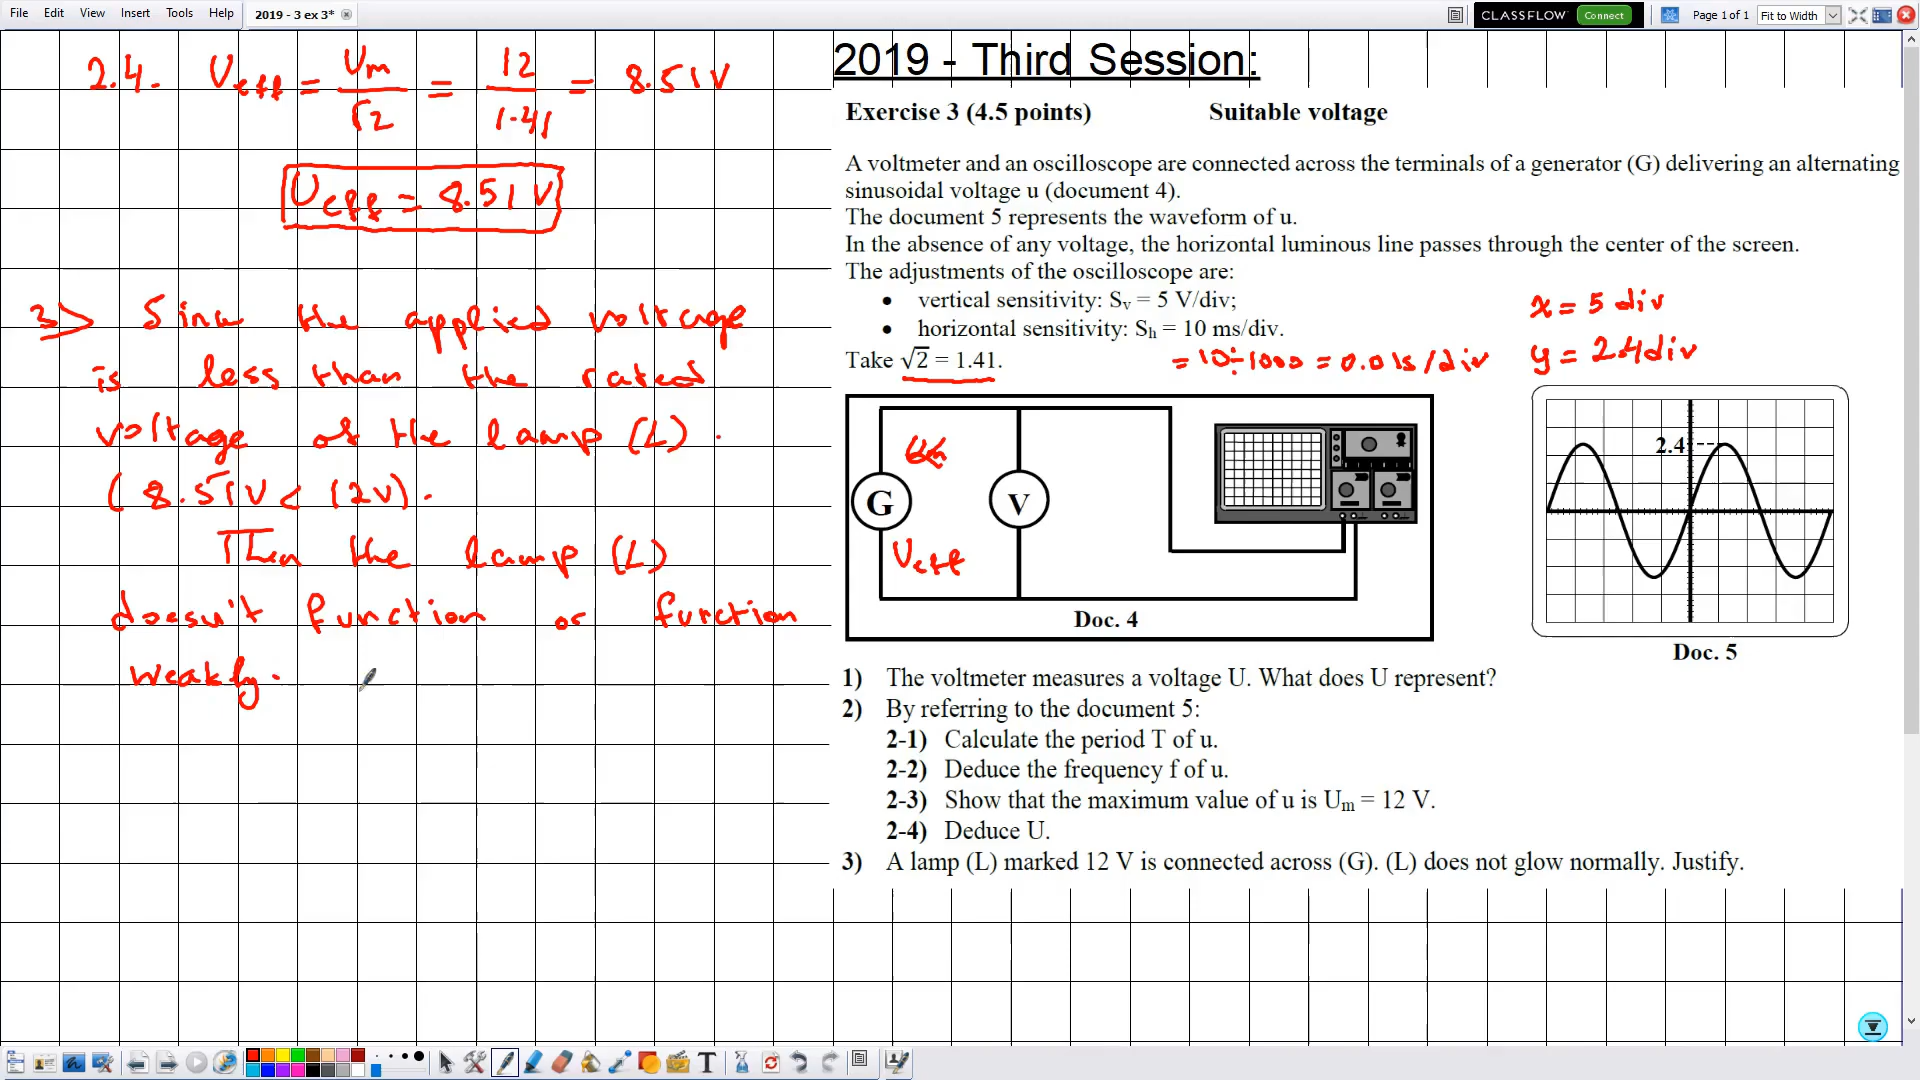 File Edit View Insert Tools Help 2019 - 3 ex 3*
CLASSFLOW Connect Page 1 of 1 Fit to Width
2.4. Ueff = Um / √2 = 12 / 1.41 = 8.51V
Ueff = 8.51V
3> Since the applied voltage
is less than the rated
voltage of the lamp (L).
(8.51V < 12V).
Then the lamp (L)
doesn't function or function
weakly.
2019 - Third Session:
Exercise 3 (4.5 points) Suitable voltage
A voltmeter and an oscilloscope are connected across the terminals of a generator (G) delivering an alternating
sinusoidal voltage u (document 4).
The document 5 represents the waveform of u.
In the absence of any voltage, the horizontal luminous line passes through the center of the screen.
The adjustments of the oscilloscope are:
• vertical sensitivity: Sv = 5 V/div;
• horizontal sensitivity: Sh = 10 ms/div.
Take √2 = 1.41.
= 10÷1000 = 0.01s/div
x = 5 div
y = 2.4div
G
V
Ueff
Doc. 4
2.4
Doc. 5
1) The voltmeter measures a voltage U. What does U represent?
2) By referring to the document 5:
2-1) Calculate the period T of u.
2-2) Deduce the frequency f of u.
2-3) Show that the maximum value of u is Um = 12 V.
2-4) Deduce U.
3) A lamp (L) marked 12 V is connected across (G). (L) does not glow normally. Justify.